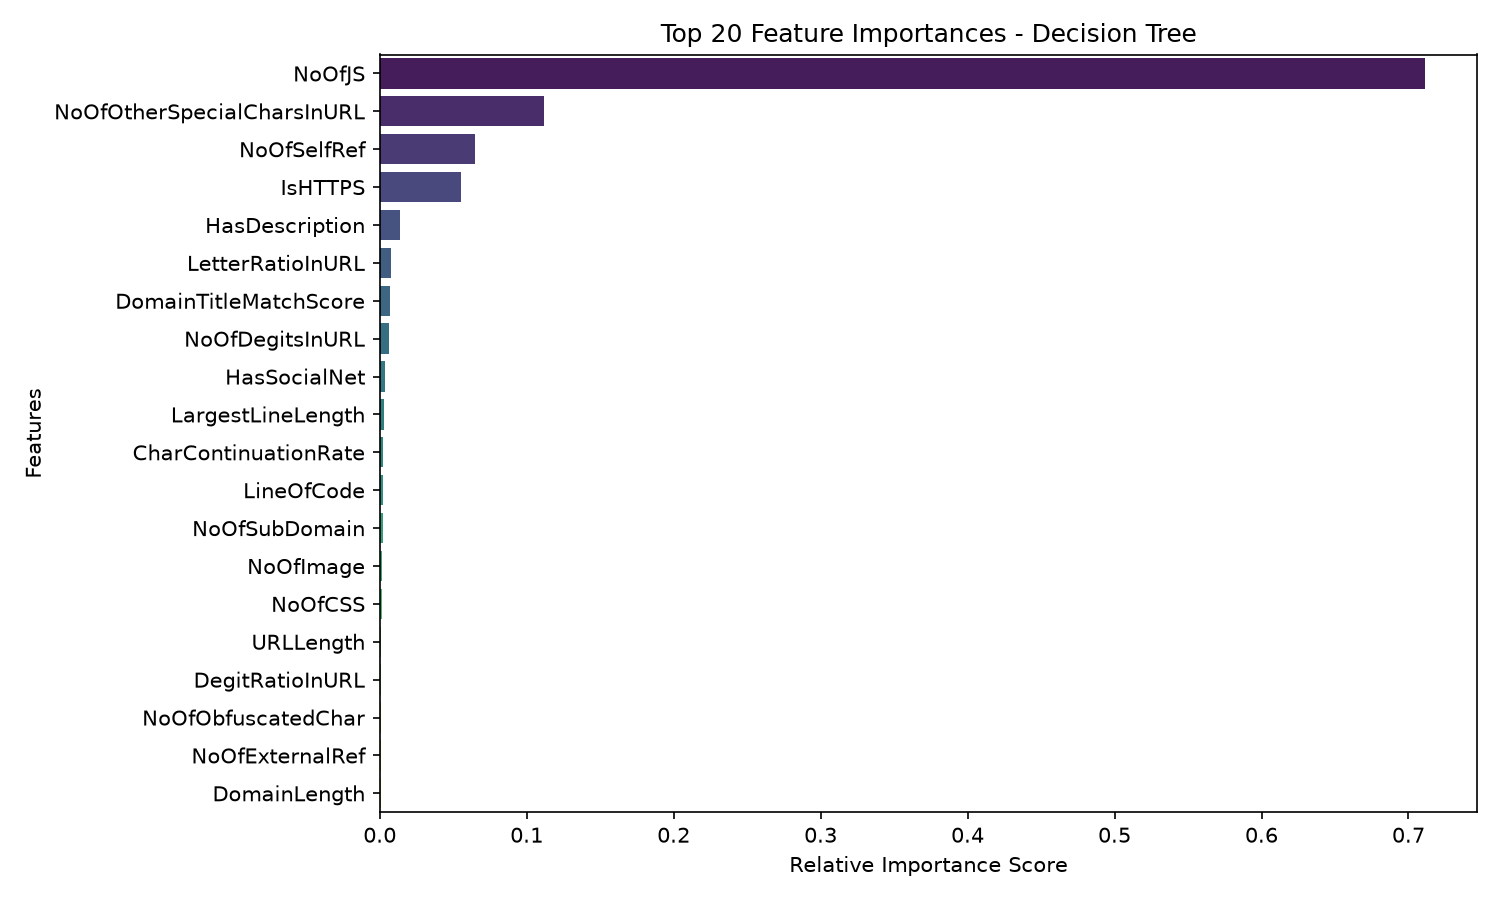 Top 20 Feature Importances - Decision Tree
NoOfJS
NoOfOtherSpecialCharsInURL
NoOfSelfRef
IsHTTPS
HasDescription
LetterRatioInURL
DomainTitleMatchScore
NoOfDegitsInURL
HasSocialNet
LargestLineLength
CharContinuationRate
LineOfCode
NoOfSubDomain
NoOfImage
NoOfCSS
URLLength
DegitRatioInURL
NoOfObfuscatedChar
NoOfExternalRef
DomainLength
Features
0.0 0.1 0.2 0.3 0.4 0.5 0.6 0.7
Relative Importance Score